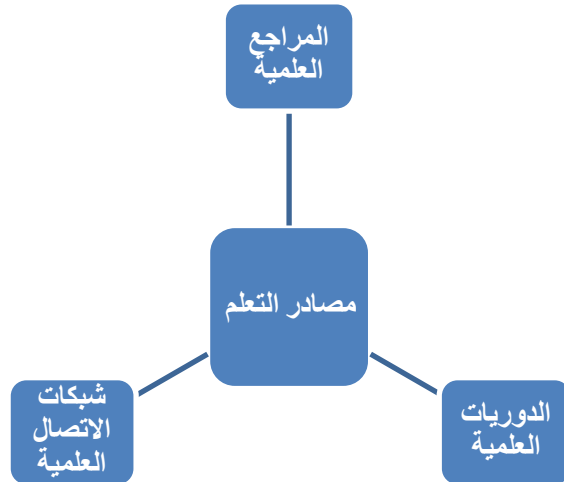 المراجع
العلمية
مصادر التعلم
الدوريات
العلمية
شبكات
الاتصال
العلمية